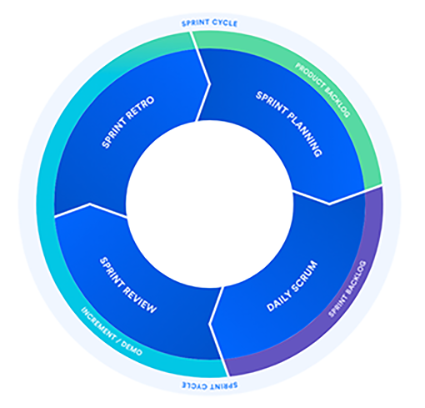 SPRINT CYCLE
PRODUCT BACKLOG
SPRINT PLANNING
SPRINT RETRO
DAILY SCRUM
SPRINT BACKLOG
SPRINT REVIEW
INCREMENT / DEMO
SPRINT CYCLE